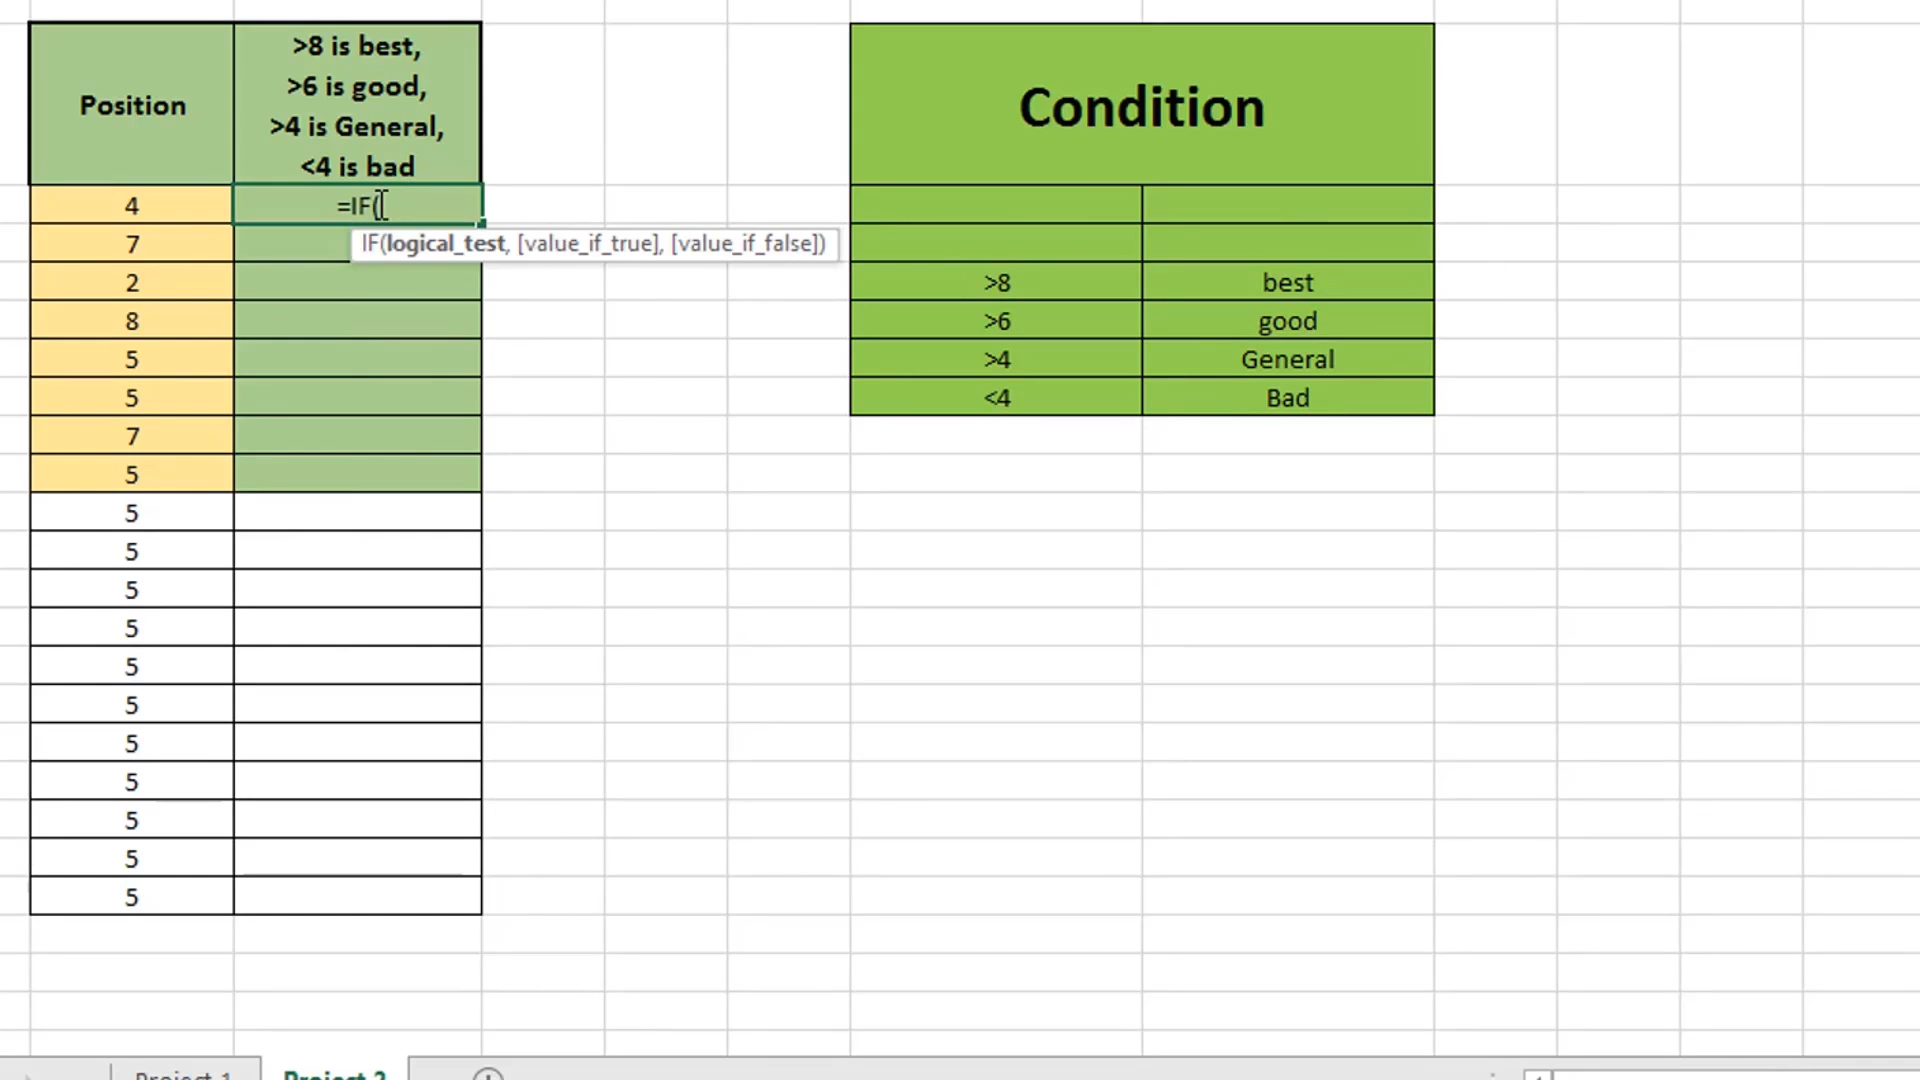 Position
>8 is best,
>6 is good,
>4 is General,
<4 is bad
Condition
4
=IF(
7
IF(logical_test, [value_if_true], [value_if_false])
2
>8
best
8
>6
good
5
>4
General
5
<4
Bad
7
5
5
5
5
5
5
5
5
5
5
5
5
Project 1
Project 2